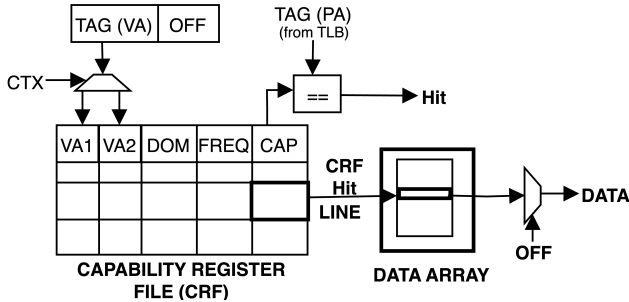 TAG (VA) OFF
TAG (PA)
(from TLB)
CTX
==
Hit
VA1 VA2 DOM FREQ CAP
CRF
Hit
LINE
DATA
OFF
CAPABILITY REGISTER
FILE (CRF)
DATA ARRAY